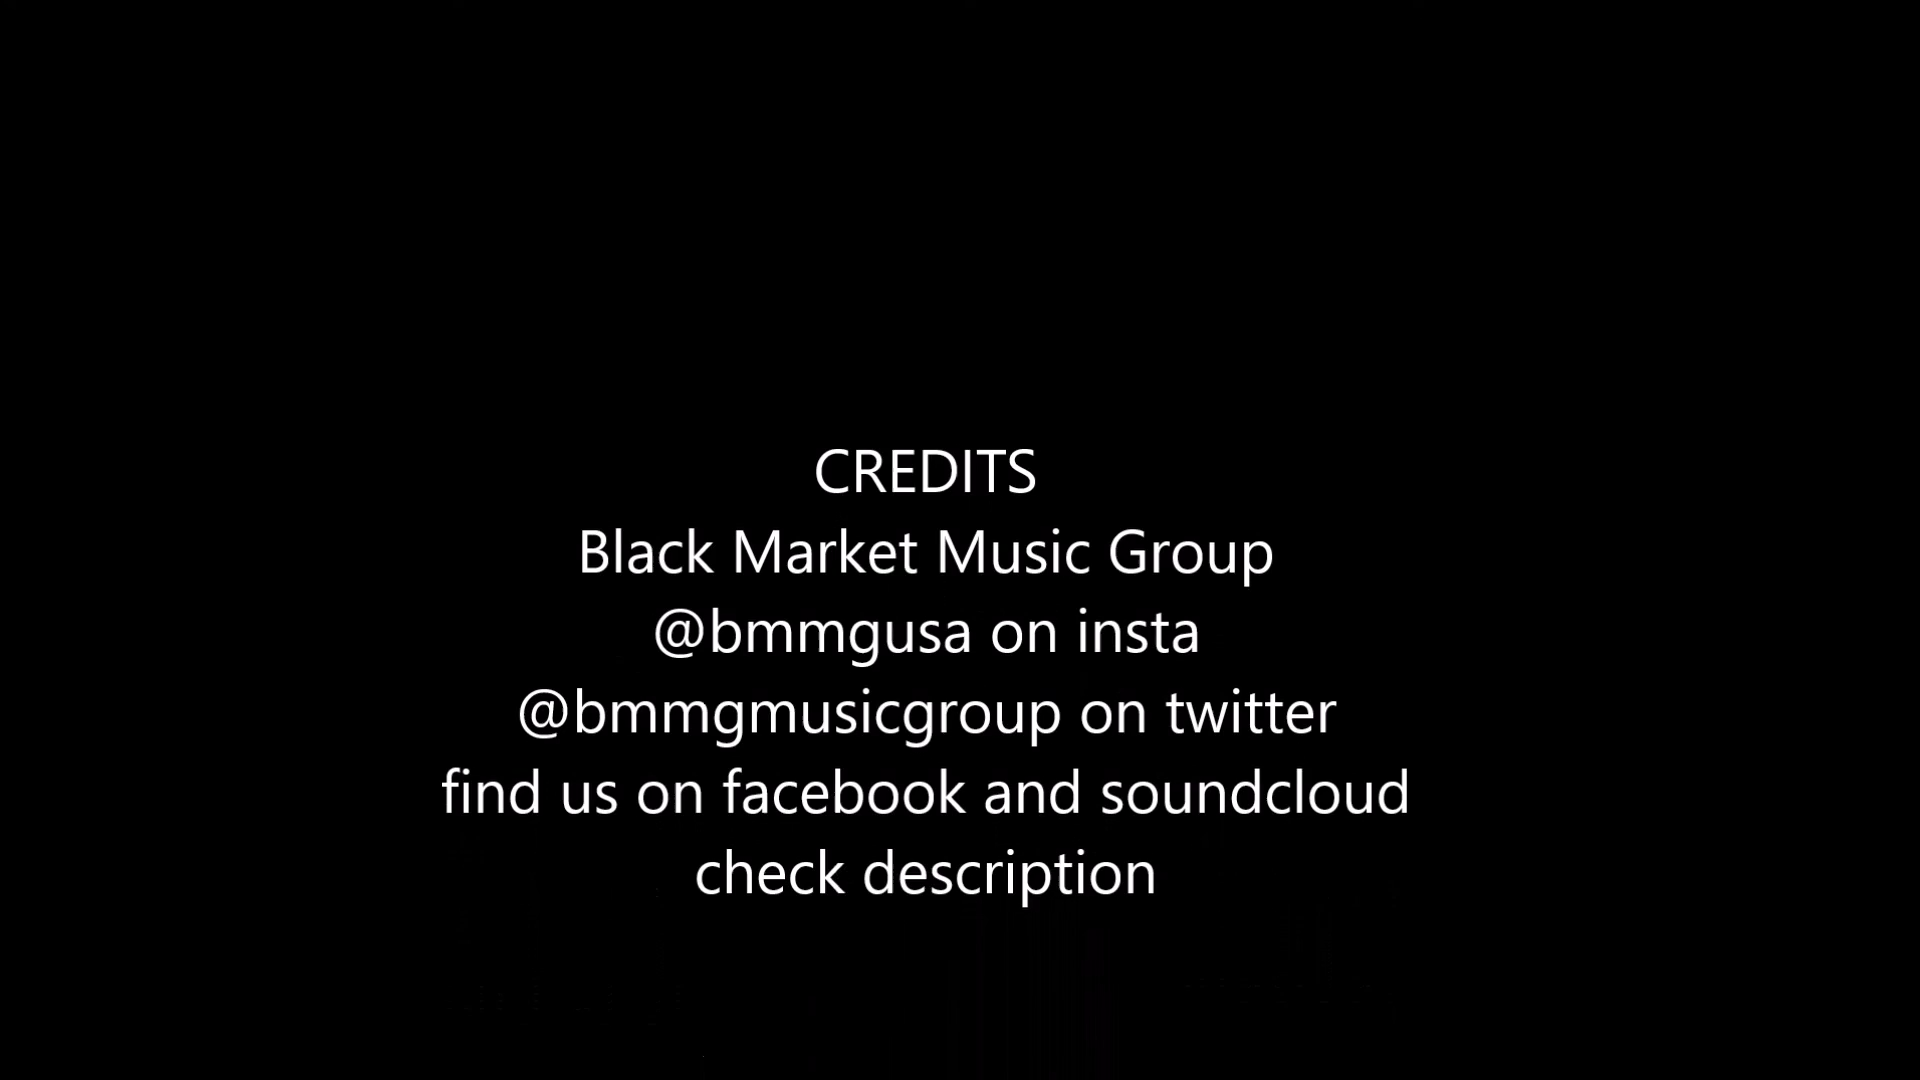 CREDITS
Black Market Music Group
@bmmgusa on insta
@bmmgmusicgroup on twitter
find us on facebook and soundcloud
check description